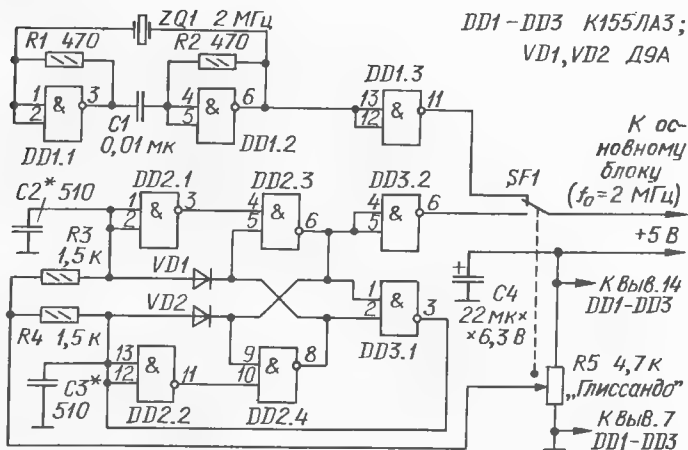 ZQ1 2 МГц
R1 470
R2 470
DD1-DD3 К155ЛА3;
VD1, VD2 Д9А
1
2
&
3
DD1.1
C1
0,01 мк
4
5
&
6
DD1.2
DD1.3
13
12
&
11
К ос-
новному
блоку
(f₀=2 МГц)
SF1
+5 В
C2* 510
DD2.1
1
2
&
3
DD2.3
4
5
&
6
DD3.2
4
5
&
6
R3
1,5 к
VD1
VD2
R4
1,5 к
1
2
&
3
DD3.1
+
C4
22 мк×
×6,3 В
К выв. 14
DD1-DD3
C3*
510
13
12
&
11
DD2.2
9
10
&
8
DD2.4
R5 4,7 к
„Глиссандо"
К выв. 7
DD1-DD3